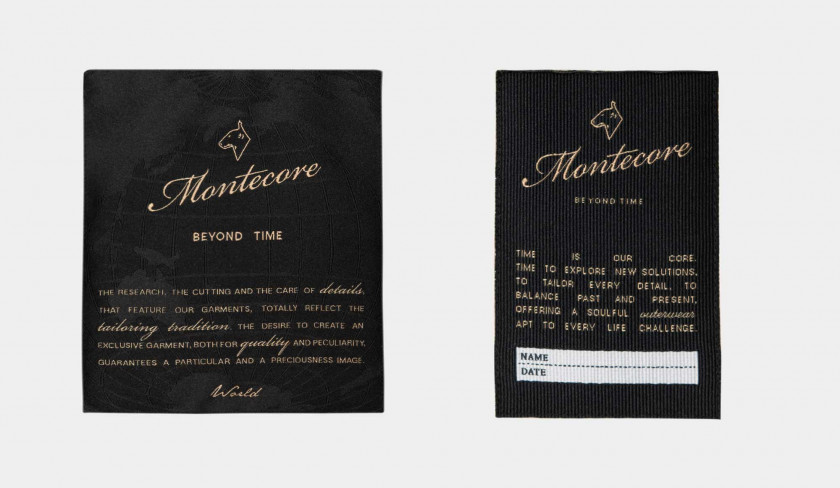 Montecore
BEYOND TIME
THE RESEARCH, THE CUTTING AND THE CARE OF details,
THAT FEATURE OUR GARMENTS, TOTALLY REFLECT THE
tailoring tradition. THE DESIRE TO CREATE AN
EXCLUSIVE GARMENT, BOTH FOR quality AND PECULIARITY,
GUARANTEES A PARTICULAR AND A PRECIOUSNESS IMAGE.
World
Montecore
BEYOND TIME
TIME IS OUR CORE.
TIME TO EXPLORE NEW SOLUTIONS,
TO TAILOR EVERY DETAIL, TO
BALANCE PAST AND PRESENT,
OFFERING A SOULFUL outerwear
APT TO EVERY LIFE CHALLENGE.
NAME
DATE